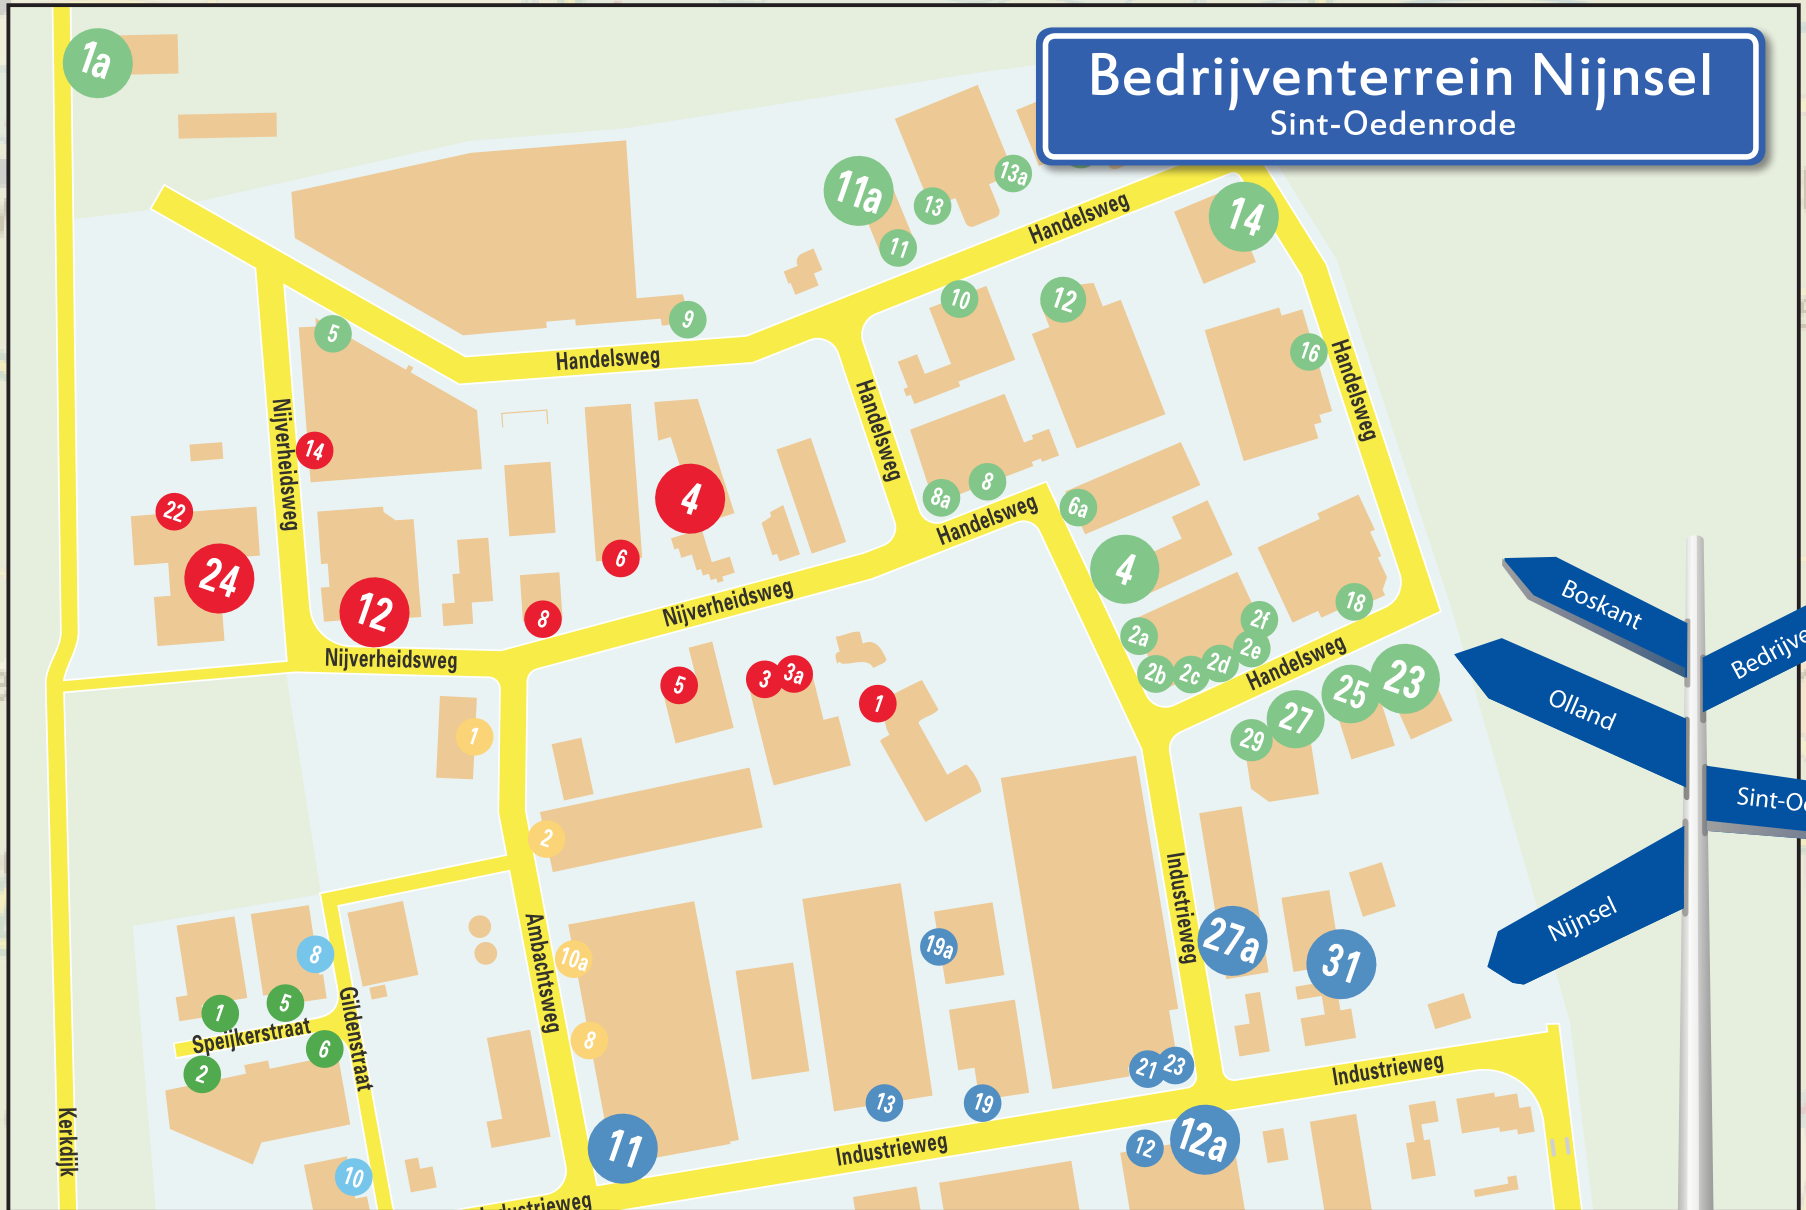 Bedrijventerrein Nijnsel
Sint-Oedenrode
1a
11a
13
13a
11
14
Handelsweg
10
12
9
5
Handelsweg
16
Handelsweg
Handelsweg
Nijverheidsweg
14
22
24
12
4
6
8
8a
8
6a
Handelsweg
4
Nijverheidsweg
Nijverheidsweg
2a
2b
2c
2d
2e
2f
18
Handelsweg
5
3
3a
1
23
25
27
29
1
2
Boskant
Olland
Nijnsel
Industrieweg
27a
31
19a
10a
8
Ambachtsweg
8
1
5
Speijkerstraat
6
2
Gildenstraat
10
Kerkdijk
21
23
13
19
Industrieweg
11
Industrieweg
12
12a